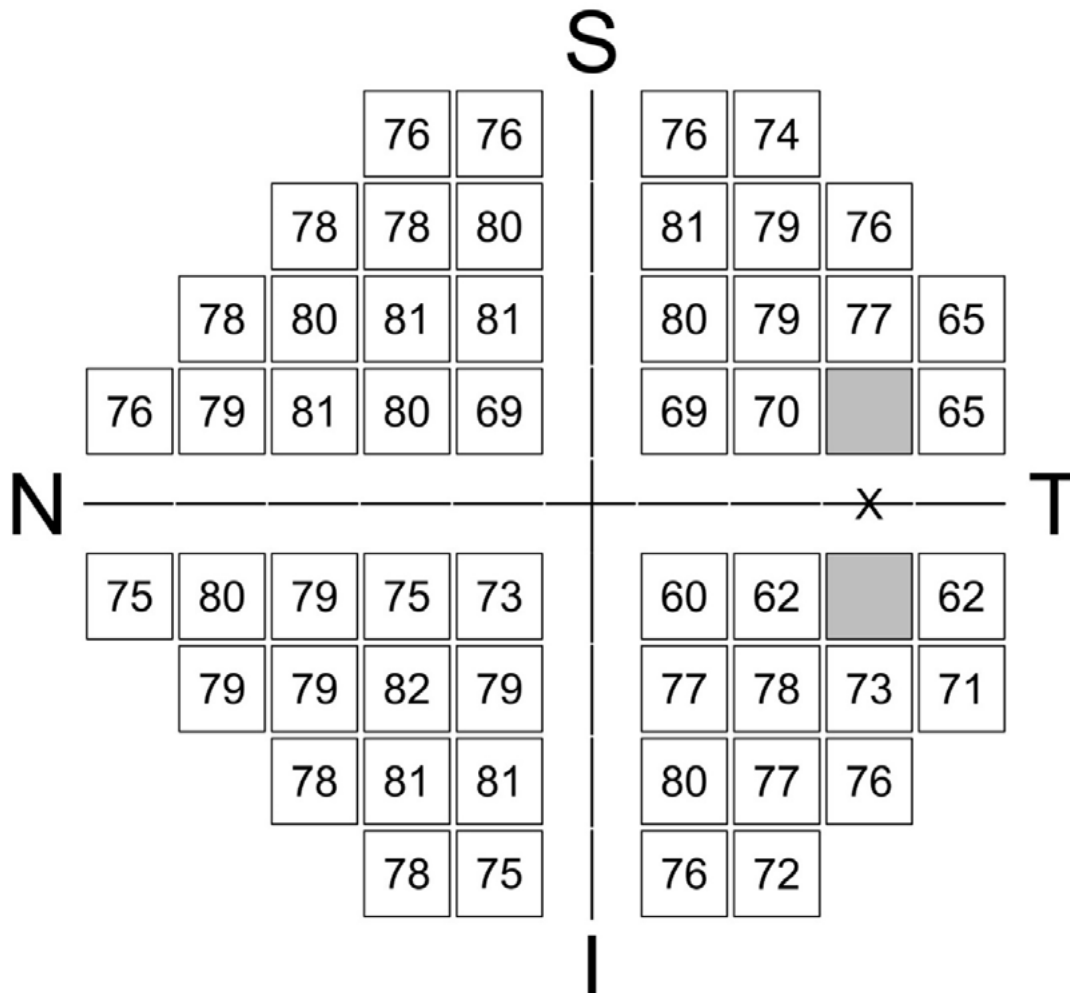 S
76 76 76 74
78 78 80 81 79 76
78 80 81 81 80 79 77 65
76 79 81 80 69 69 70 65
N X T
75 80 79 75 73 60 62 62
79 79 82 79 77 78 73 71
78 81 81 80 77 76
78 75 76 72
I